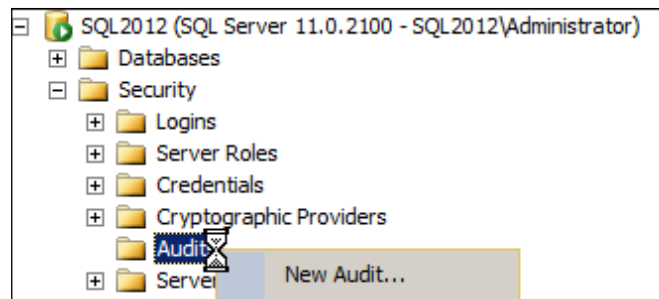 SQL2012 (SQL Server 11.0.2100 - SQL2012\Administrator)
Databases
Security
Logins
Server Roles
Credentials
Cryptographic Providers
Audit
New Audit...
Server